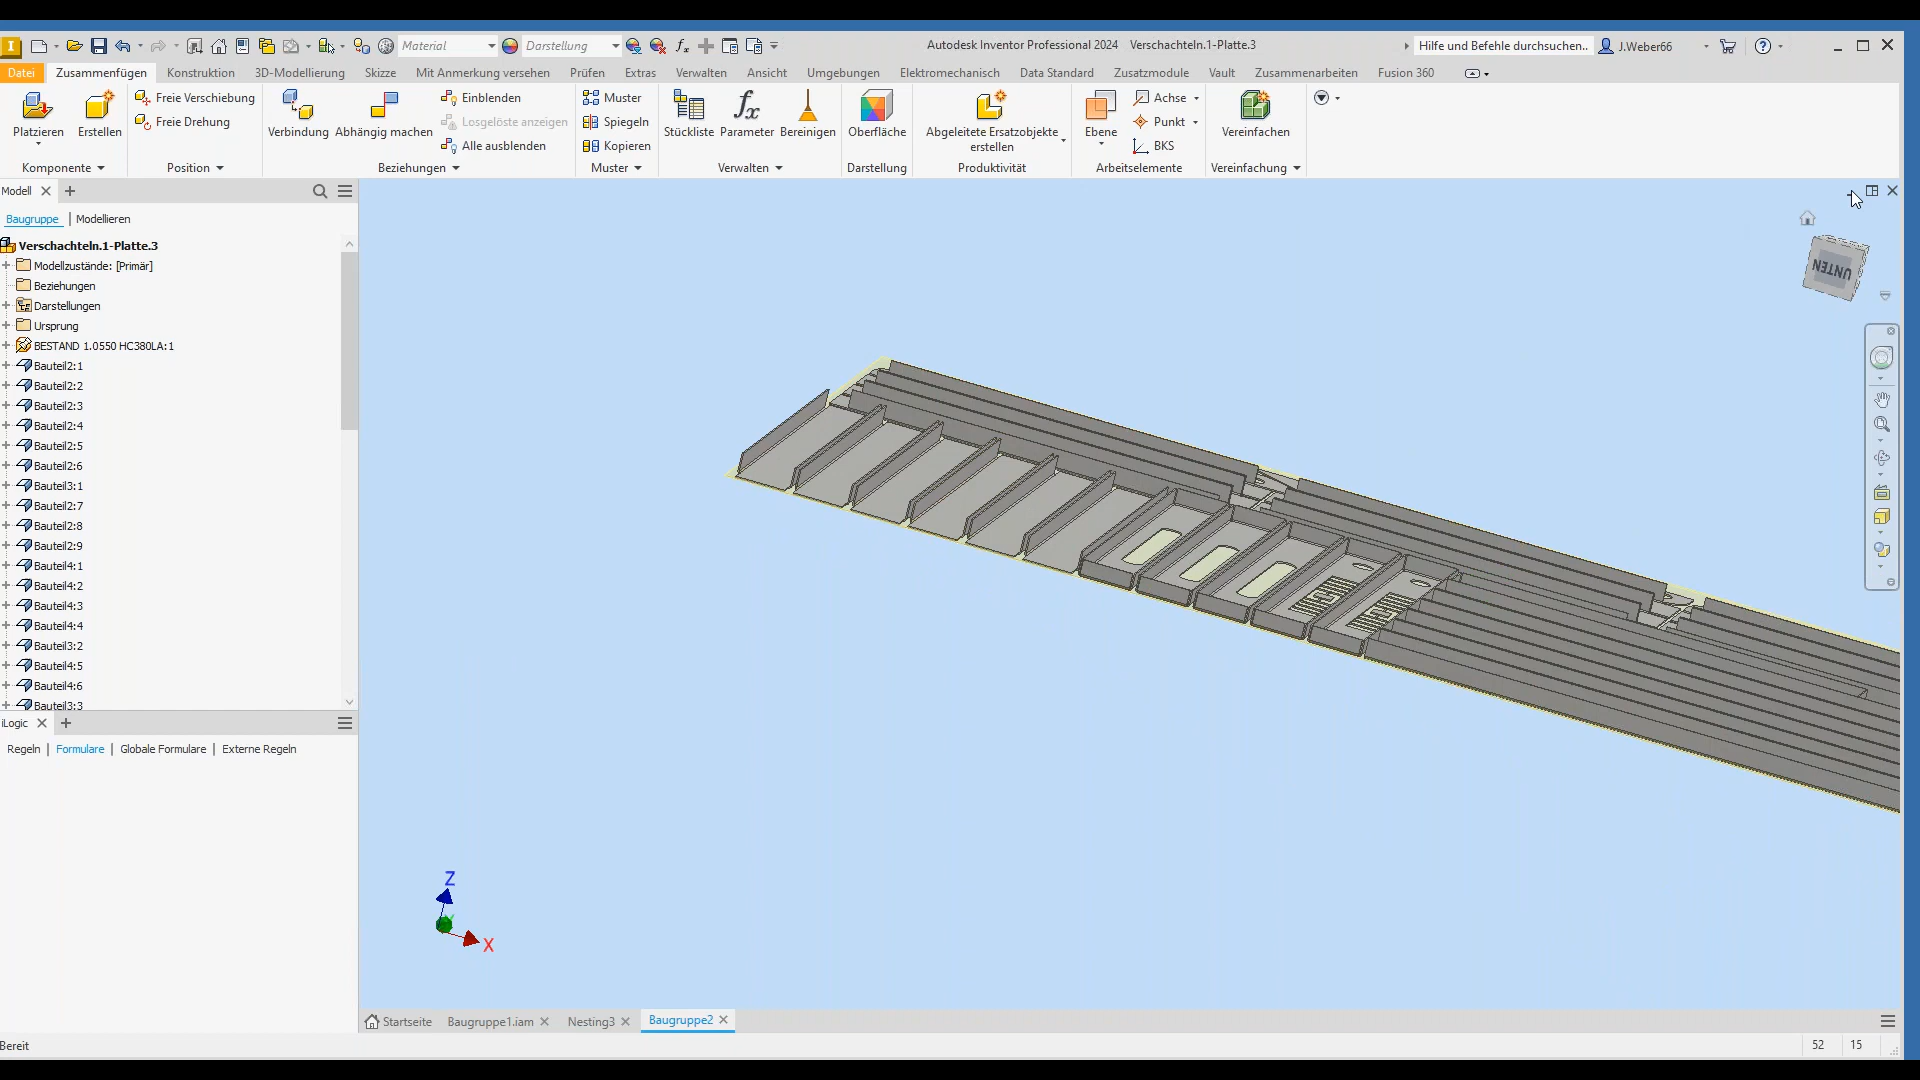 Material
Darstellung
fx
Autodesk Inventor Professional 2024 Verschachteln.1-Platte.3
Hilfe und Befehle durchsuchen..
J.Weber66
Datei Zusammenfügen Konstruktion 3D-Modellierung Skizze Mit Anmerkung versehen Prüfen Extras Verwalten Ansicht Umgebungen Elektromechanisch Data Standard Zusatzmodule Vault Zusammenarbeiten Fusion 360
Platzieren
Erstellen
Komponente
Freie Verschiebung
Freie Drehung
Position
Verbindung
Abhängig machen
Einblenden
Losgelöste anzeigen
Alle ausblenden
Beziehungen
Muster
Spiegeln
Kopieren
Muster
Stückliste
fx
Parameter
Bereinigen
Verwalten
Oberfläche
Darstellung
Abgeleitete Ersatzobjekte
erstellen
Produktivität
Ebene
Achse
Punkt
BKS
Arbeitselemente
Vereinfachen
Vereinfachung
Modell
Baugruppe | Modellieren
Verschachteln.1-Platte.3
Modellzustände: [Primär]
Beziehungen
Darstellungen
Ursprung
BESTAND 1.0550 HC380LA:1
Bauteil2:1
Bauteil2:2
Bauteil2:3
Bauteil2:4
Bauteil2:5
Bauteil2:6
Bauteil3:1
Bauteil2:7
Bauteil2:8
Bauteil2:9
Bauteil4:1
Bauteil4:2
Bauteil4:3
Bauteil4:4
Bauteil3:2
Bauteil4:5
Bauteil4:6
Bauteil3:3
iLogic
Regeln | Formulare | Globale Formulare | Externe Regeln
UNTEN
Z
Y
X
Startseite Baugruppe1.iam Nesting3 Baugruppe2
Bereit
52 15